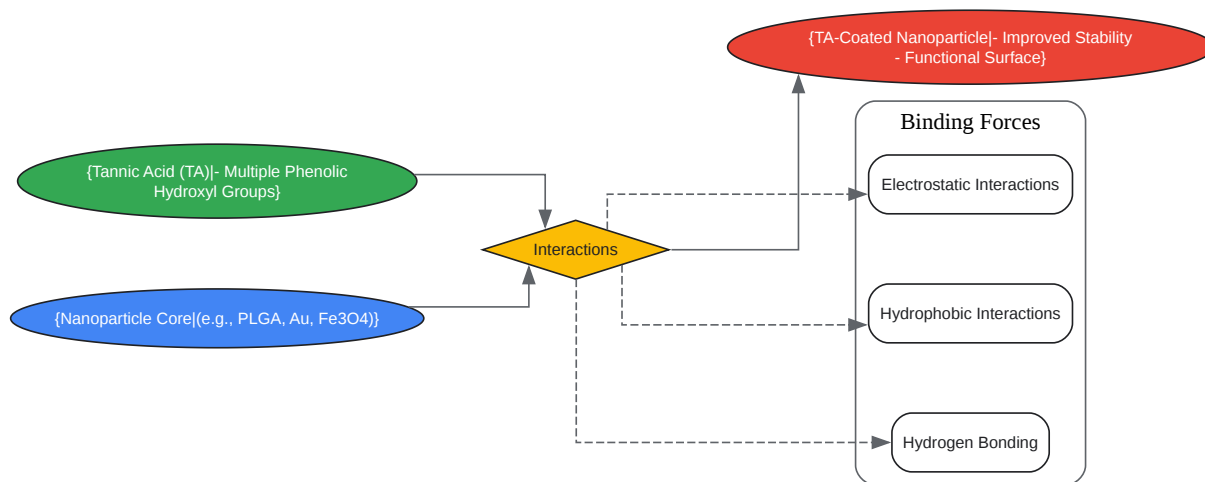 {TA-Coated Nanoparticle|- Improved Stability
- Functional Surface}
Binding Forces
{Tannic Acid (TA)|- Multiple Phenolic
Hydroxyl Groups}
Electrostatic Interactions
Interactions
{Nanoparticle Core|(e.g., PLGA, Au, Fe3O4)}
Hydrophobic Interactions
Hydrogen Bonding